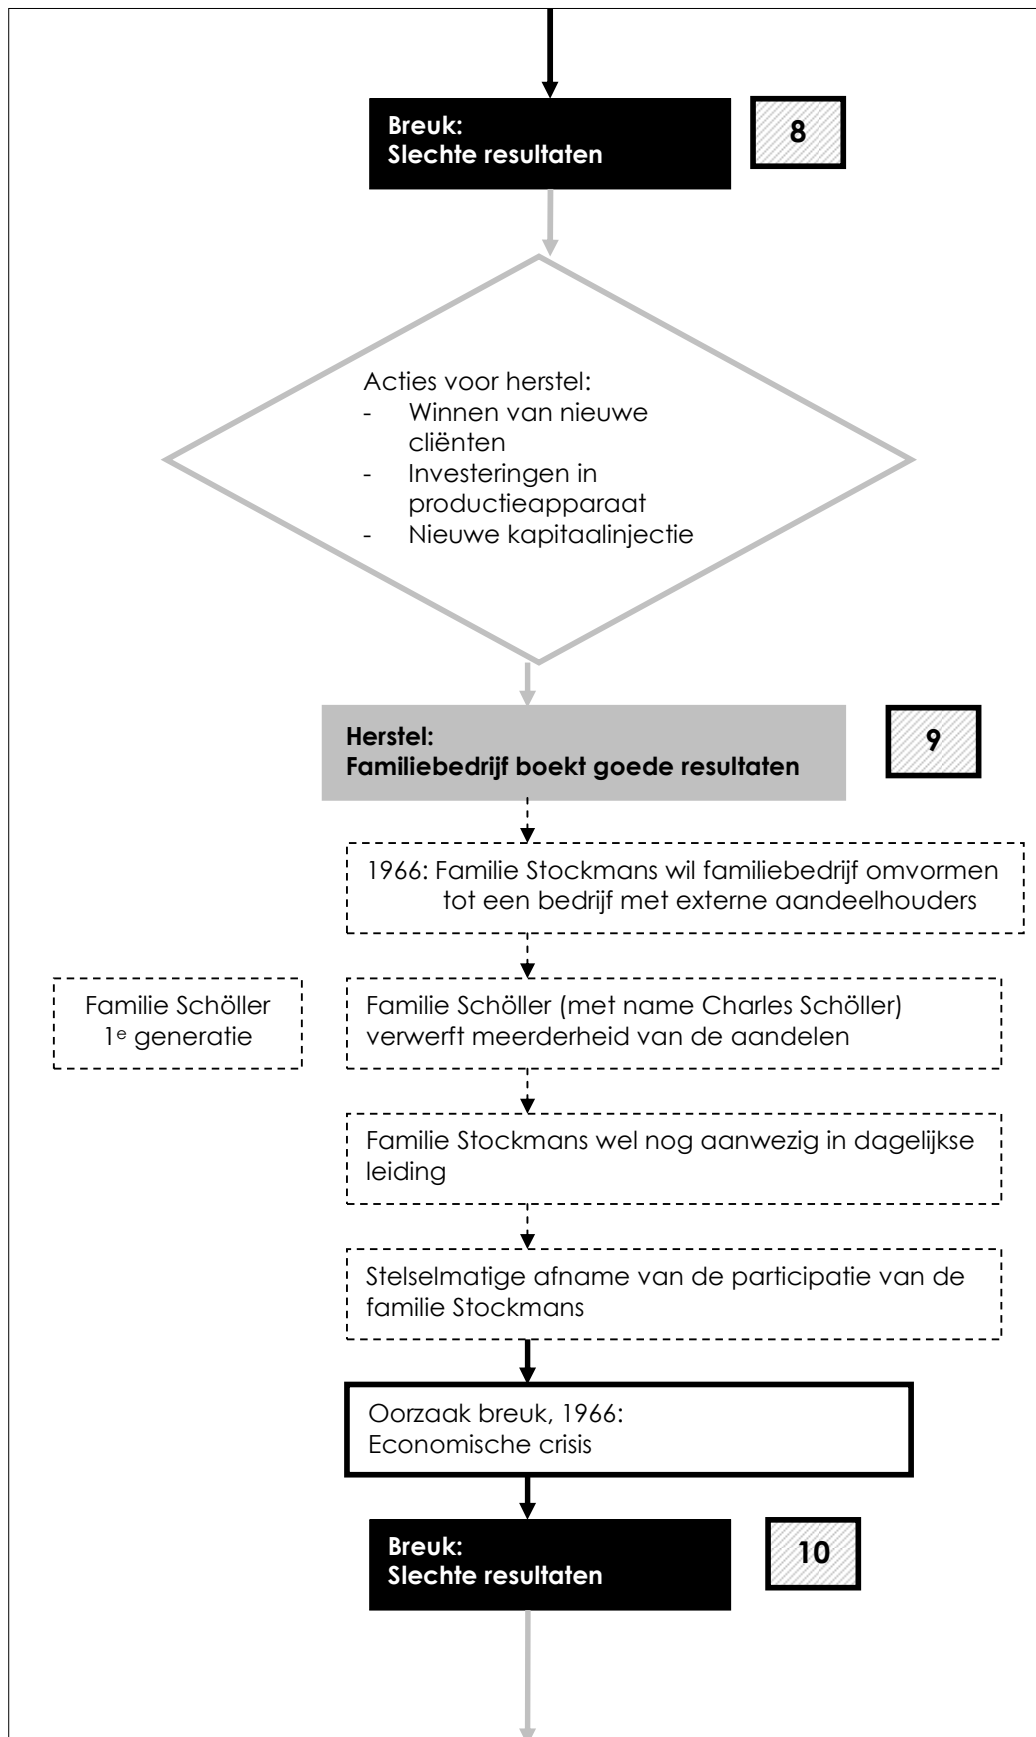 Breuk:
Slechte resultaten
8
Acties voor herstel:
- Winnen van nieuwe
cliënten
- Investeringen in
productieapparaat
- Nieuwe kapitaalinjectie
Herstel:
Familiebedrijf boekt goede resultaten
9
1966: Familie Stockmans wil familiebedrijf omvormen
tot een bedrijf met externe aandeelhouders
Familie Schöller
1e generatie
Familie Schöller (met name Charles Schöller)
verwerft meerderheid van de aandelen
Familie Stockmans wel nog aanwezig in dagelijkse
leiding
Stelselmatige afname van de participatie van de
familie Stockmans
Oorzaak breuk, 1966:
Economische crisis
Breuk:
Slechte resultaten
10